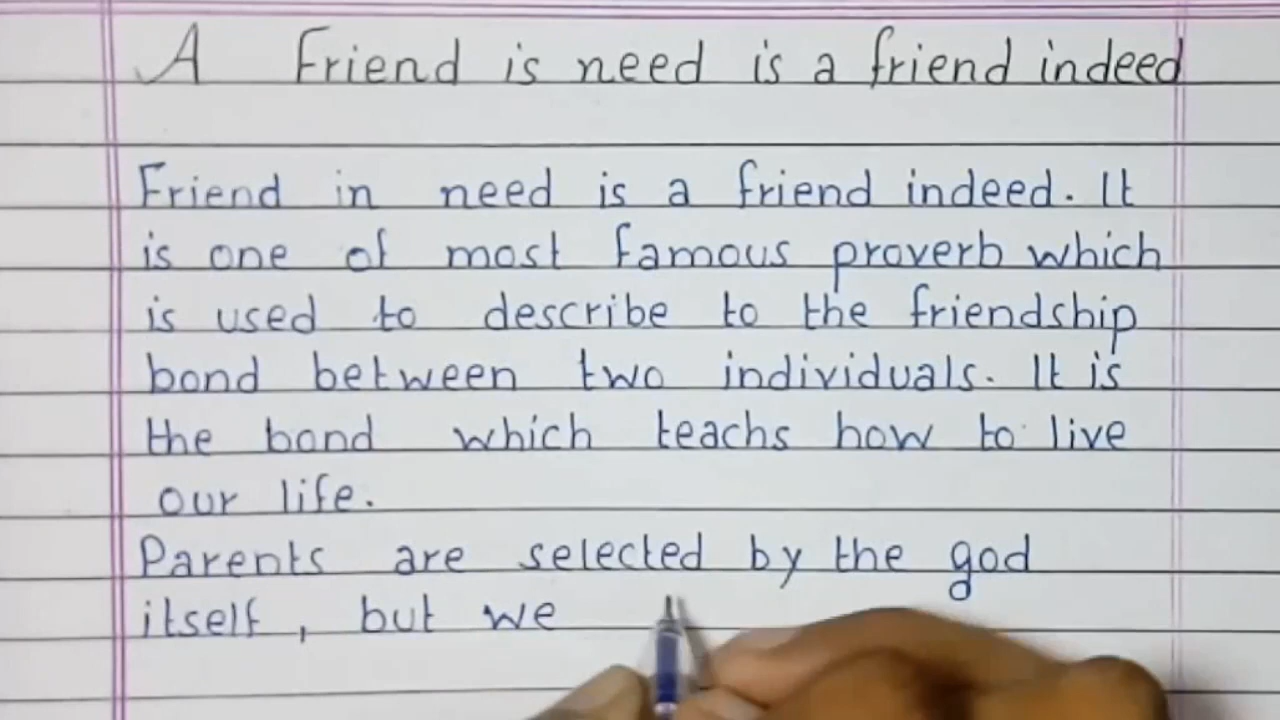 A Friend is need is a friend indeed
Friend in need is a friend indeed. It
is one of most famous proverb which
is used to describe to the friendship
bond between two individuals. It is
the bond which teachs how to live
our life.
Parents are selected by the god
itself, but we